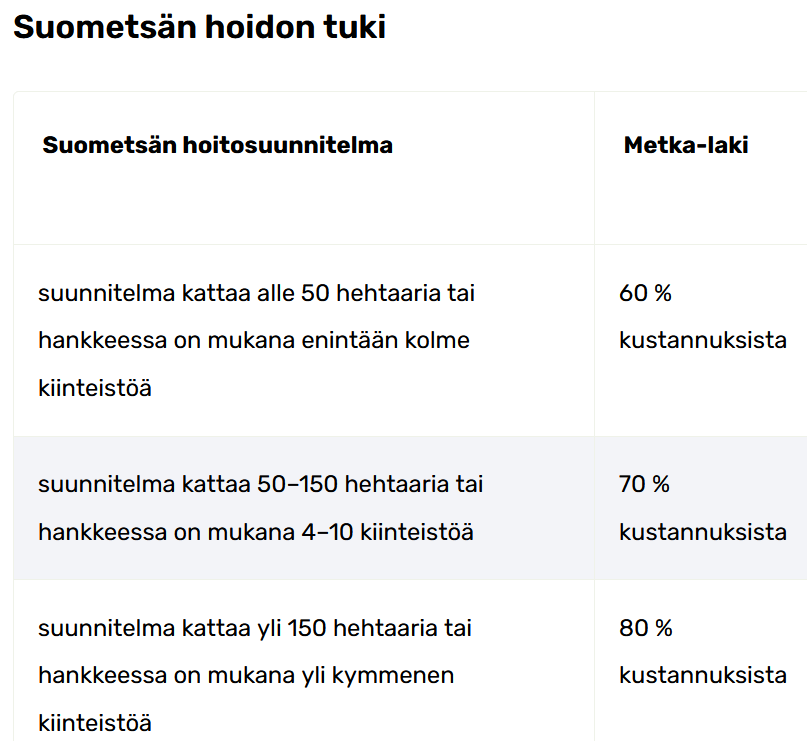 Suometsän hoidon tuki
Suometsän hoitosuunnitelma
Metka-laki
suunnitelma kattaa alle 50 hehtaaria tai
hankkeessa on mukana enintään kolme
kiinteistöä
60 %
kustannuksista
suunnitelma kattaa 50–150 hehtaaria tai
hankkeessa on mukana 4–10 kiinteistöä
70 %
kustannuksista
suunnitelma kattaa yli 150 hehtaaria tai
hankkeessa on mukana yli kymmenen
kiinteistöä
80 %
kustannuksista